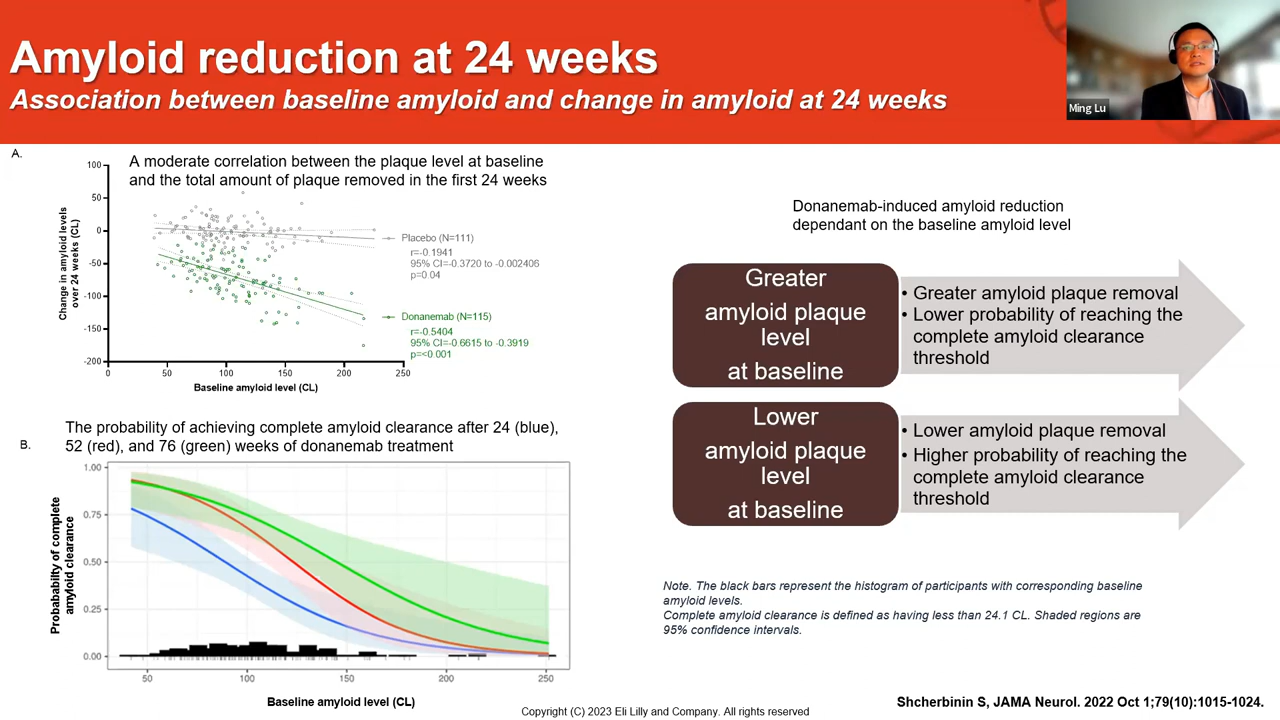 Amyloid reduction at 24 weeks
Association between baseline amyloid and change in amyloid at 24 weeks
Ming Lu
A.
A moderate correlation between the plaque level at baseline
and the total amount of plaque removed in the first 24 weeks
Change in amyloid levels
over 24 weeks (CL)
100
50
0
-50
-100
-150
-200
0
50
100
150
200
250
Baseline amyloid level (CL)
Placebo (N=111)
r=-0.1941
95% CI=-0.3720 to -0.002406
p=0.04
Donanemab (N=115)
r=-0.5404
95% CI=-0.6615 to -0.3919
p=<0.001
B.
The probability of achieving complete amyloid clearance after 24 (blue),
52 (red), and 76 (green) weeks of donanemab treatment
Probabailty of complete
amyloid clearance
1.00
0.75
0.50
0.25
0.00
50
100
150
200
250
Baseline amyloid level (CL)
Donanemab-induced amyloid reduction
dependant on the baseline amyloid level
Greater
amyloid plaque
level
at baseline
• Greater amyloid plaque removal
• Lower probability of reaching the
complete amyloid clearance
threshold
Lower
amyloid plaque
level
at baseline
• Lower amyloid plaque removal
• Higher probability of reaching the
complete amyloid clearance
threshold
Note. The black bars represent the histogram of participants with corresponding baseline
amyloid levels.
Complete amyloid clearance is defined as having less than 24.1 CL. Shaded regions are
95% confidence intervals.
Shcherbinin S, JAMA Neurol. 2022 Oct 1;79(10):1015-1024.
Copyright (C) 2023 Eli Lilly and Company. All rights reserved